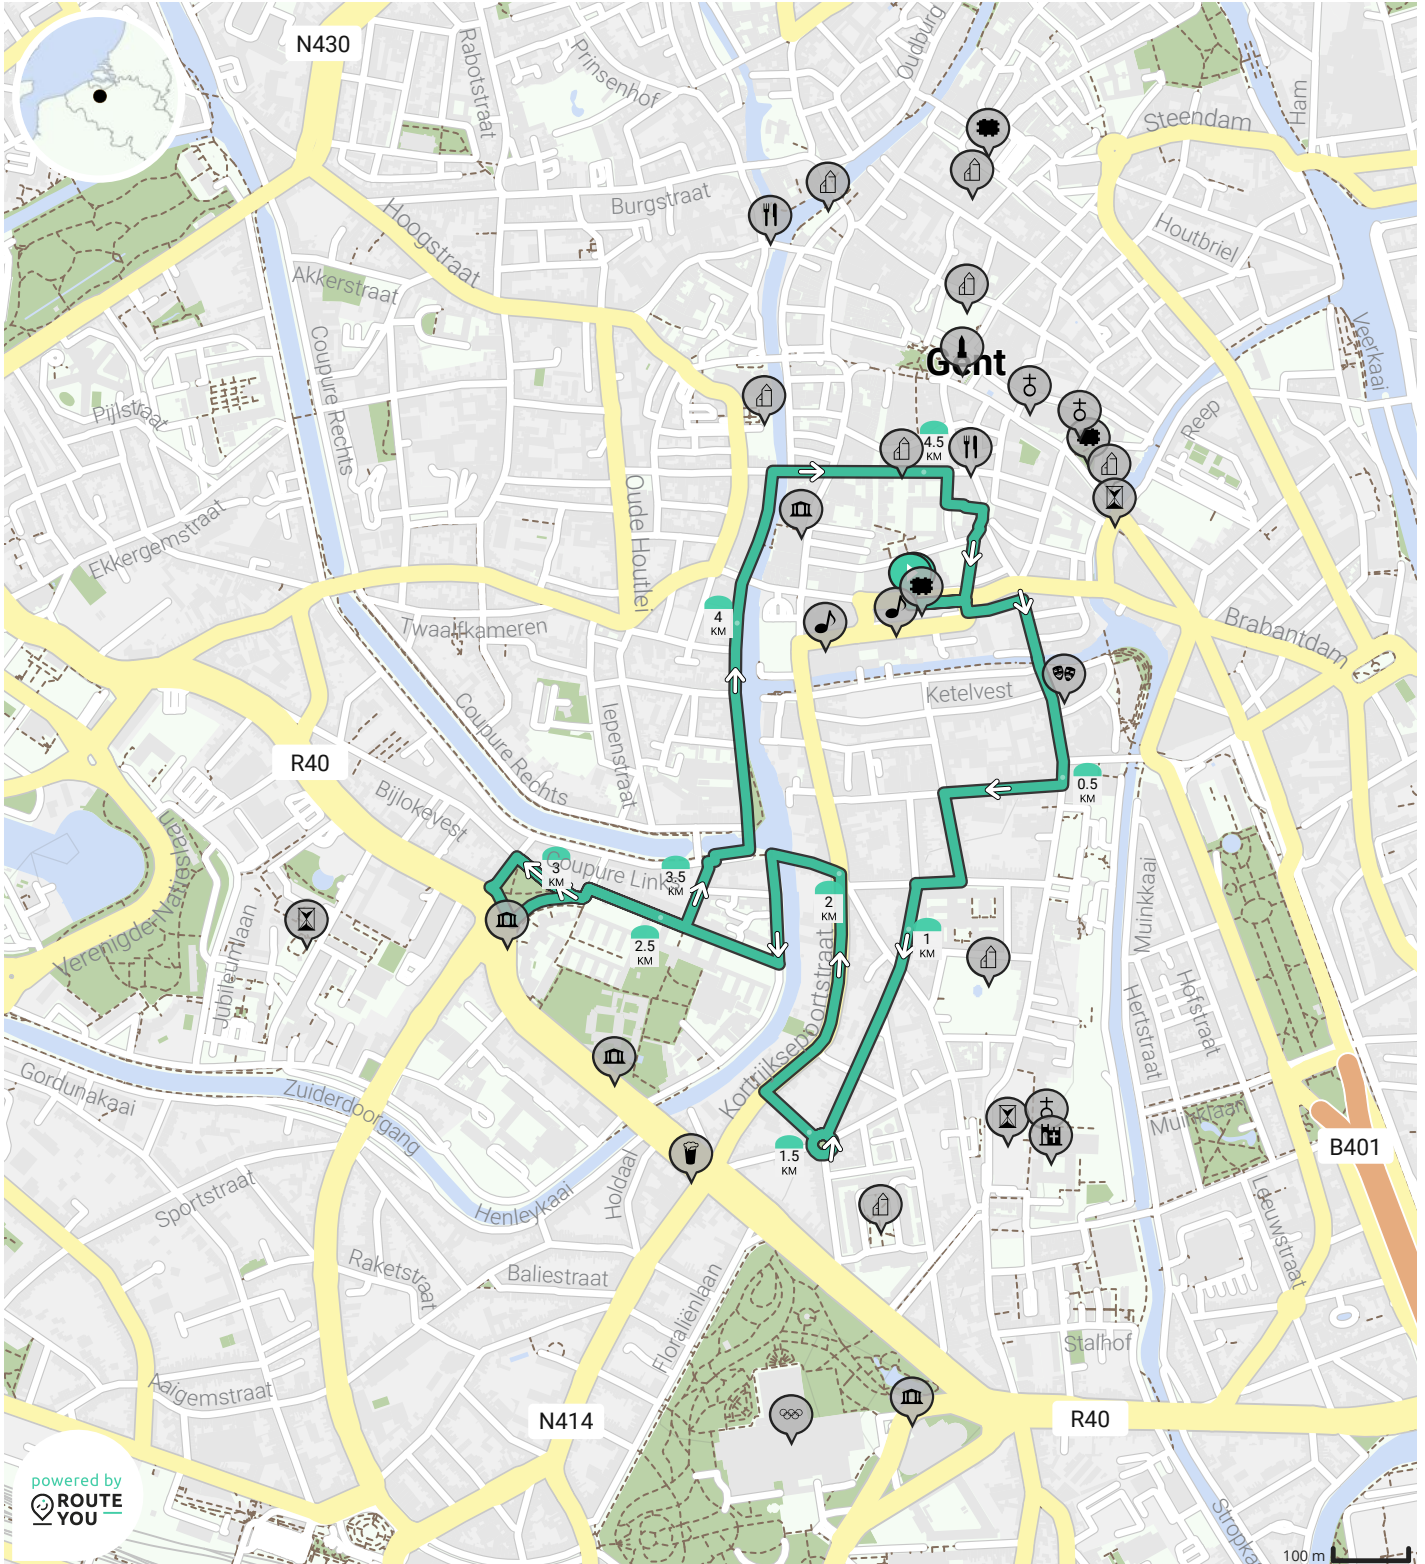 N430
Rabotstraat
Prinsenhof
Oudburg
Ham
Steendam
Burgstraat
Hoogstraat
Houtbriel
Akkerstraat
Coupure Rechts
Veerkaai
Gent
Pijlstraat
Reep
4.5
KM
Ekkergemstraat
Oude Houtlei
4
KM
Twaalfkameren
Brabantdam
Ketelvest
Coupure Rechts
Iepenstraat
R40
0.5
KM
Bijlokevest
Coupure Links
3
KM
3.5
KM
2
KM
Verenigde-Natieslaan
Jubileumlaan
2.5
KM
1
KM
Muinkkaai
Hofstraat
Hertstraat
Kortrijksepoortstraat
Gordunakaai
Zuiderdoorgang
Muinklaan
B401
1.5
KM
Sportstraat
Holdaal
Henleykaai
Leeuwstraat
Raketstraat
Baliestraat
Floraliënlaan
Stalhof
Aaigemstraat
N414
R40
powered by
ROUTE
YOU
Stropka
100 m